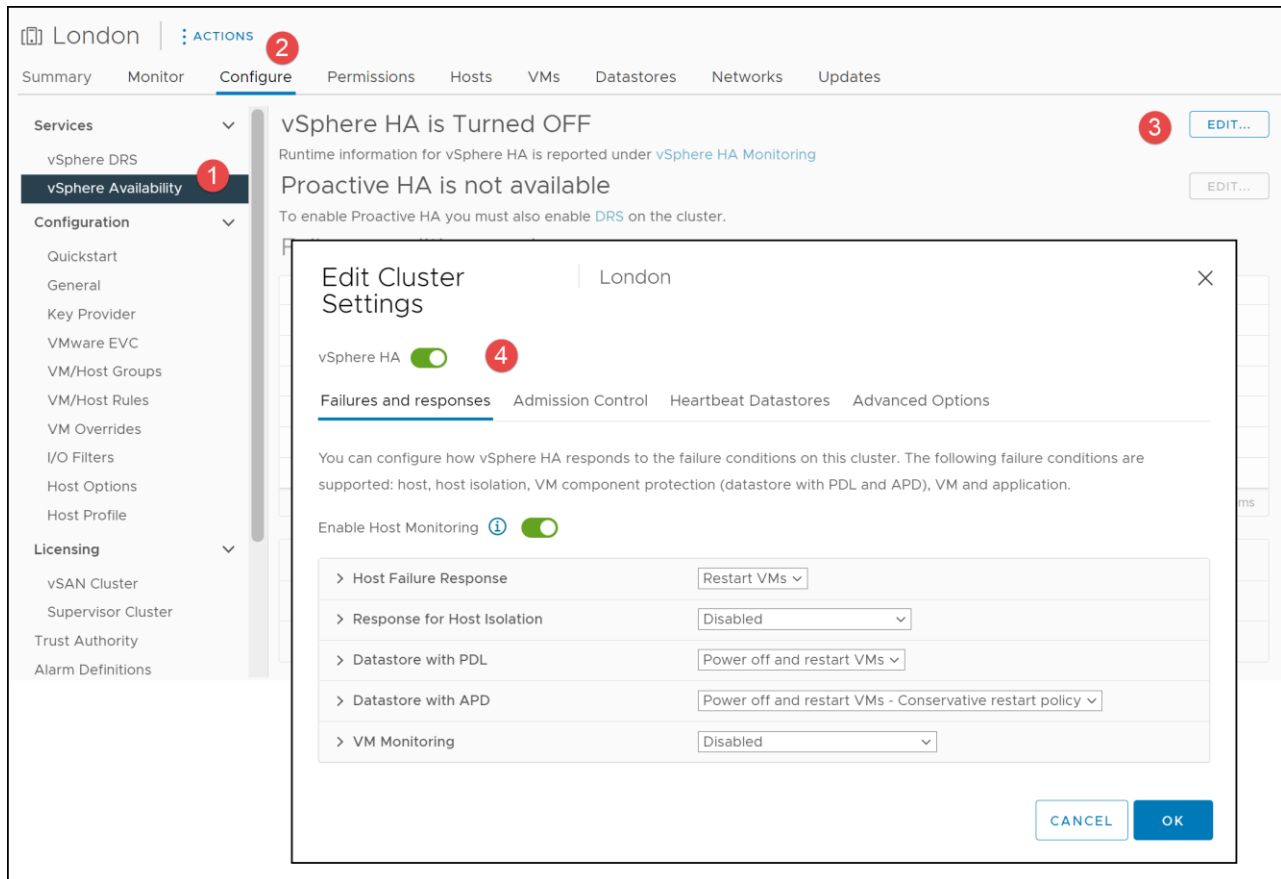 London
ACTIONS
2
Summary Monitor Configure Permissions Hosts VMs Datastores Networks Updates
Services
vSphere DRS
vSphere Availability
1
Configuration
Quickstart
General
Key Provider
VMware EVC
VM/Host Groups
VM/Host Rules
VM Overrides
I/O Filters
Host Options
Host Profile
Licensing
vSAN Cluster
Supervisor Cluster
Trust Authority
Alarm Definitions
vSphere HA is Turned OFF
3
EDIT...
Runtime information for vSphere HA is reported under vSphere HA Monitoring
Proactive HA is not available
EDIT...
To enable Proactive HA you must also enable DRS on the cluster.
Edit Cluster Settings
London
vSphere HA
4
Failures and responses Admission Control Heartbeat Datastores Advanced Options
You can configure how vSphere HA responds to the failure conditions on this cluster. The following failure conditions are
supported: host, host isolation, VM component protection (datastore with PDL and APD), VM and application.
Enable Host Monitoring
Host Failure Response Restart VMs
Response for Host Isolation Disabled
Datastore with PDL Power off and restart VMs
Datastore with APD Power off and restart VMs - Conservative restart policy
VM Monitoring Disabled
ms
CANCEL OK